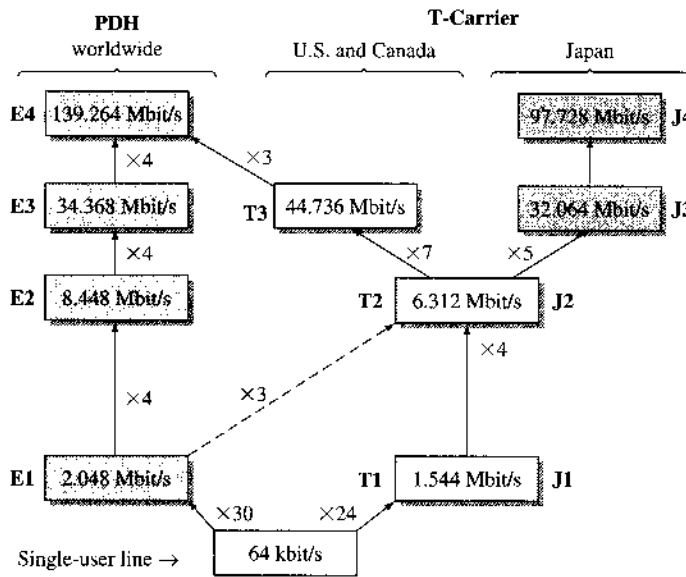 PDH T-Carrier
worldwide U.S. and Canada Japan
E4 139.264 Mbit/s 97.728 Mbit/s J4
×4 ×3
E3 34.368 Mbit/s T3 44.736 Mbit/s 32.064 Mbit/s J3
×4 ×7 ×5
E2 8.448 Mbit/s T2 6.312 Mbit/s J2
×4 ×3 ×4
E1 2.048 Mbit/s T1 1.544 Mbit/s J1
×30 ×24
Single-user line → 64 kbit/s